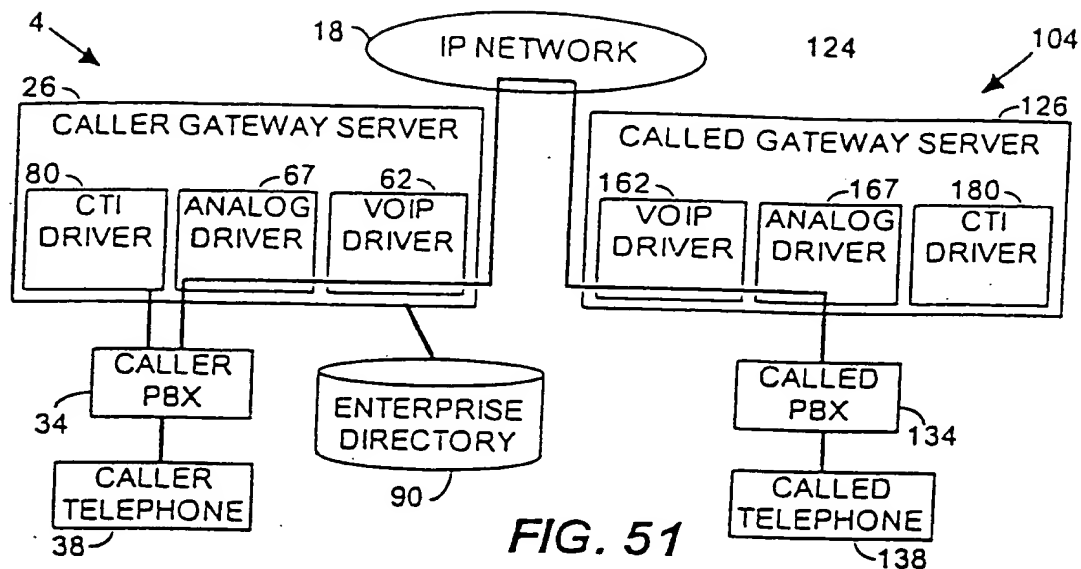 4
18
IP NETWORK
124
104
26
CALLER GATEWAY SERVER
80
CTI
DRIVER
67
ANALOG
DRIVER
62
VOIP
DRIVER
126
CALLED GATEWAY SERVER
162
VOIP
DRIVER
167
ANALOG
DRIVER
180
CTI
DRIVER
CALLER
PBX
34
CALLER
TELEPHONE
38
ENTERPRISE
DIRECTORY
90
CALLED
PBX
134
CALLED
TELEPHONE
138
FIG. 51